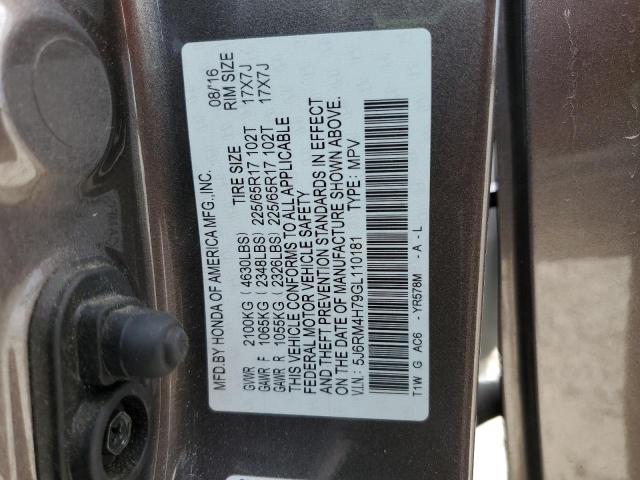 MFD.BY HONDA OF AMERICA MFG.,INC. 08/16
TIRE SIZE RIM SIZE
GVWR 2100KG (4630LBS)
GAWR F 1065KG (2348LBS) 225/65R17 102T 17X7J
GAWR R 1055KG (2326LBS) 225/65R17 102T 17X7J
THIS VEHICLE CONFORMS TO ALL APPLICABLE
FEDERAL MOTOR VEHICLE SAFETY
AND THEFT PREVENTION STANDARDS IN EFFECT
ON THE DATE OF MANUFACTURE SHOWN ABOVE.
V.I.N.: 5J6RM4H79GL110181 TYPE: MPV
T1W G AC6 - YR578M - A - L